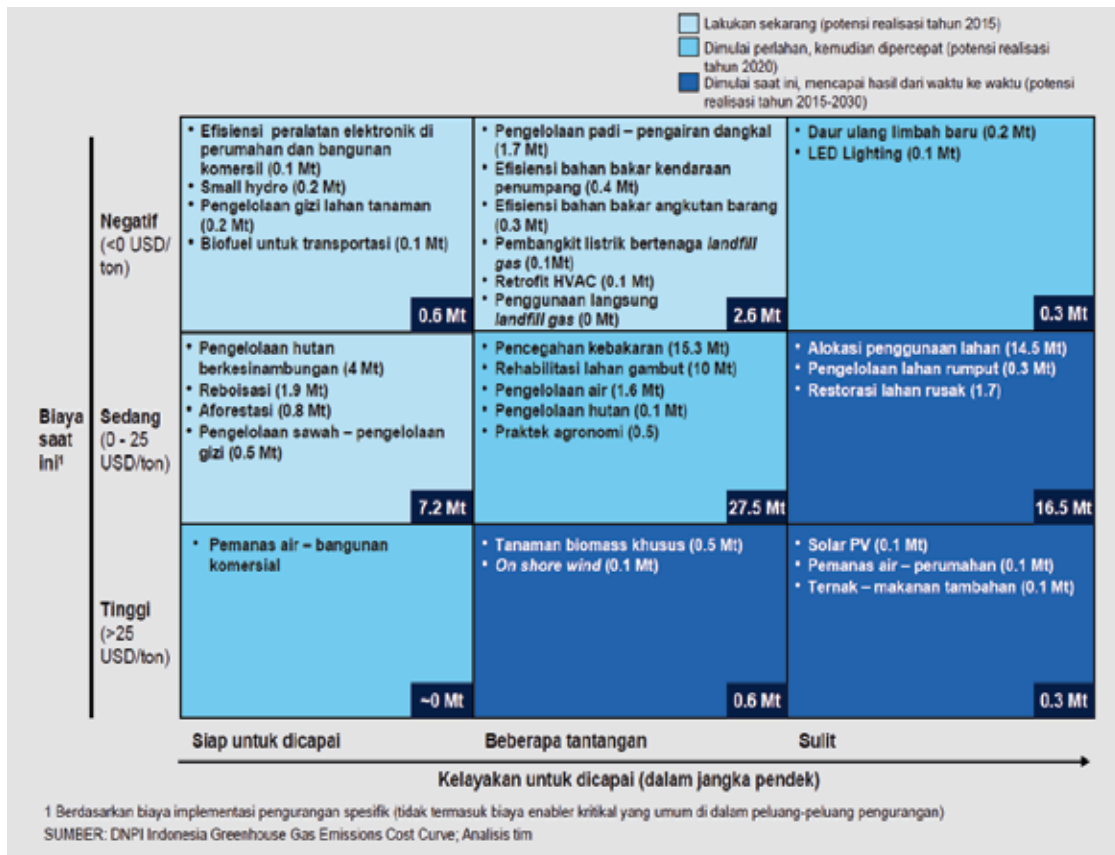 Lakukan sekarang (potensi realisasi tahun 2015)
Dimulai perlahan, kemudian dipercepat (potensi realisasi
tahun 2020)
Dimulai saat ini, mencapai hasil dari waktu ke waktu (potensi
realisasi tahun 2015-2030)
Biaya
saat
ini¹
Negatif
(<0 USD/
ton)
• Efisiensi peralatan elektronik di
perumahan dan bangunan
komersil (0.1 Mt)
• Small hydro (0.2 Mt)
• Pengelolaan gizi lahan tanaman
(0.2 Mt)
• Biofuel untuk transportasi (0.1 Mt)
0.6 Mt
• Pengelolaan padi – pengairan dangkal
(1.7 Mt)
• Efisiensi bahan bakar kendaraan
penumpang (0.4 Mt)
• Efisiensi bahan bakar angkutan barang
(0.3 Mt)
• Pembangkit listrik bertenaga landfill
gas (0.1Mt)
• Retrofit HVAC (0.1 Mt)
• Penggunaan langsung
landfill gas (0 Mt)
2.6 Mt
• Daur ulang limbah baru (0.2 Mt)
• LED Lighting (0.1 Mt)
0.3 Mt
Sedang
(0 - 25
USD/ton)
• Pengelolaan hutan
berkesinambungan (4 Mt)
• Reboisasi (1.9 Mt)
• Aforestasi (0.8 Mt)
• Pengelolaan sawah – pengelolaan
gizi (0.5 Mt)
7.2 Mt
• Pencegahan kebakaran (15.3 Mt)
• Rehabilitasi lahan gambut (10 Mt)
• Pengelolaan air (1.6 Mt)
• Pengelolaan hutan (0.1 Mt)
• Praktek agronomi (0.5)
27.5 Mt
• Alokasi penggunaan lahan (14.5 Mt)
• Pengelolaan lahan rumput (0.3 Mt)
• Restorasi lahan rusak (1.7)
16.5 Mt
Tinggi
(>25
USD/ton)
• Pemanas air – bangunan
komersial
~0 Mt
• Tanaman biomass khusus (0.5 Mt)
• On shore wind (0.1 Mt)
0.6 Mt
• Solar PV (0.1 Mt)
• Pemanas air – perumahan (0.1 Mt)
• Ternak – makanan tambahan (0.1 Mt)
0.3 Mt
Siap untuk dicapai
Beberapa tantangan
Sulit
Kelayakan untuk dicapai (dalam jangka pendek)
1 Berdasarkan biaya implementasi pengurangan spesifik (tidak termasuk biaya enabler kritikal yang umum di dalam peluang-peluang pengurangan)
SUMBER: DNPI Indonesia Greenhouse Gas Emissions Cost Curve; Analisis tim